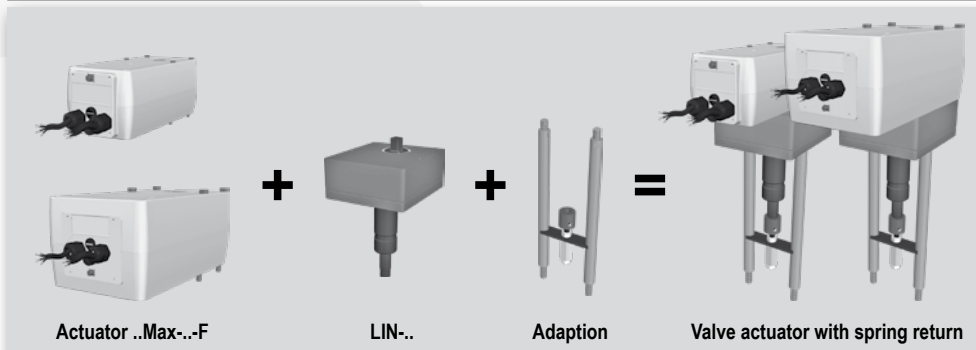 + + =
Actuator ..Max-..-F LIN-.. Adaption Valve actuator with spring return